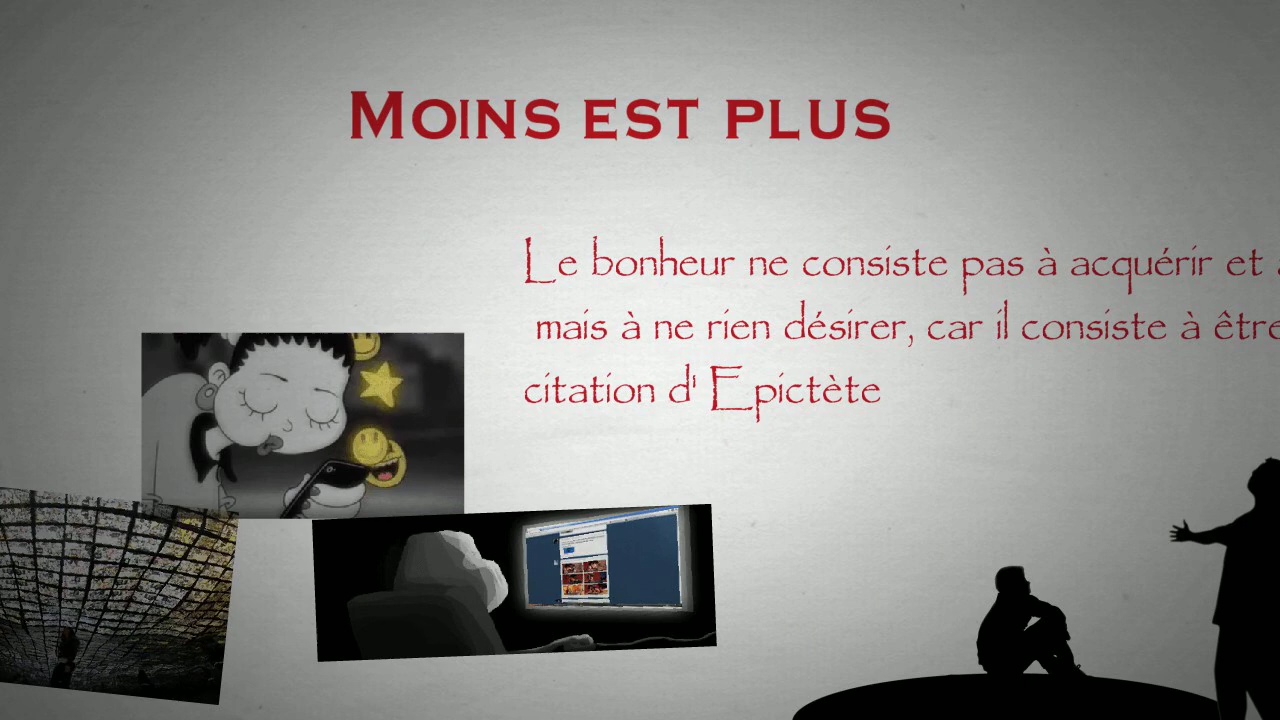 Moins est plus
Le bonheur ne consiste pas à acquérir et
mais à ne rien désirer, car il consiste à être
citation d' Epictète